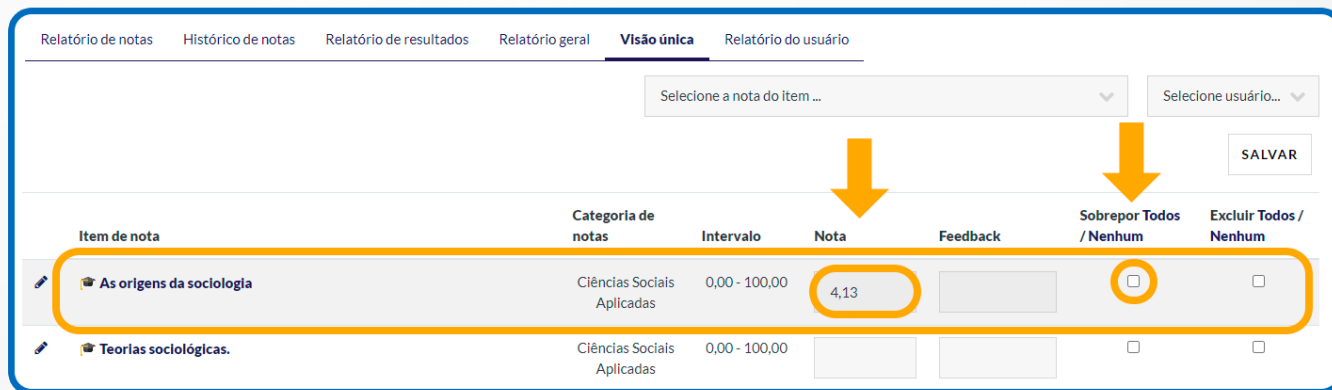 Relatório de notas Histórico de notas Relatório de resultados Relatório geral Visão única Relatório do usuário
Selecione a nota do item ... Selecione usuário...
SALVAR
Item de nota Categoria de notas Intervalo Nota Feedback Sobrepor Todos / Nenhum Excluir Todos / Nenhum
As origens da sociologia Ciências Sociais Aplicadas 0,00 - 100,00 4,13
Teorias sociológicas. Ciências Sociais Aplicadas 0,00 - 100,00